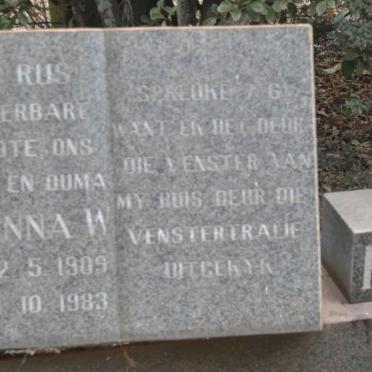 RUS
ERBARE
OTE, ONS
EN OUMA
NNA W
2.5.1909
.10.1983
SPREUKE 7:6
WANT EK HET DEUR
DIE VENSTER VAN
MY HUIS DEUR DIE
VENSTERTRALIE
UITGEKYK